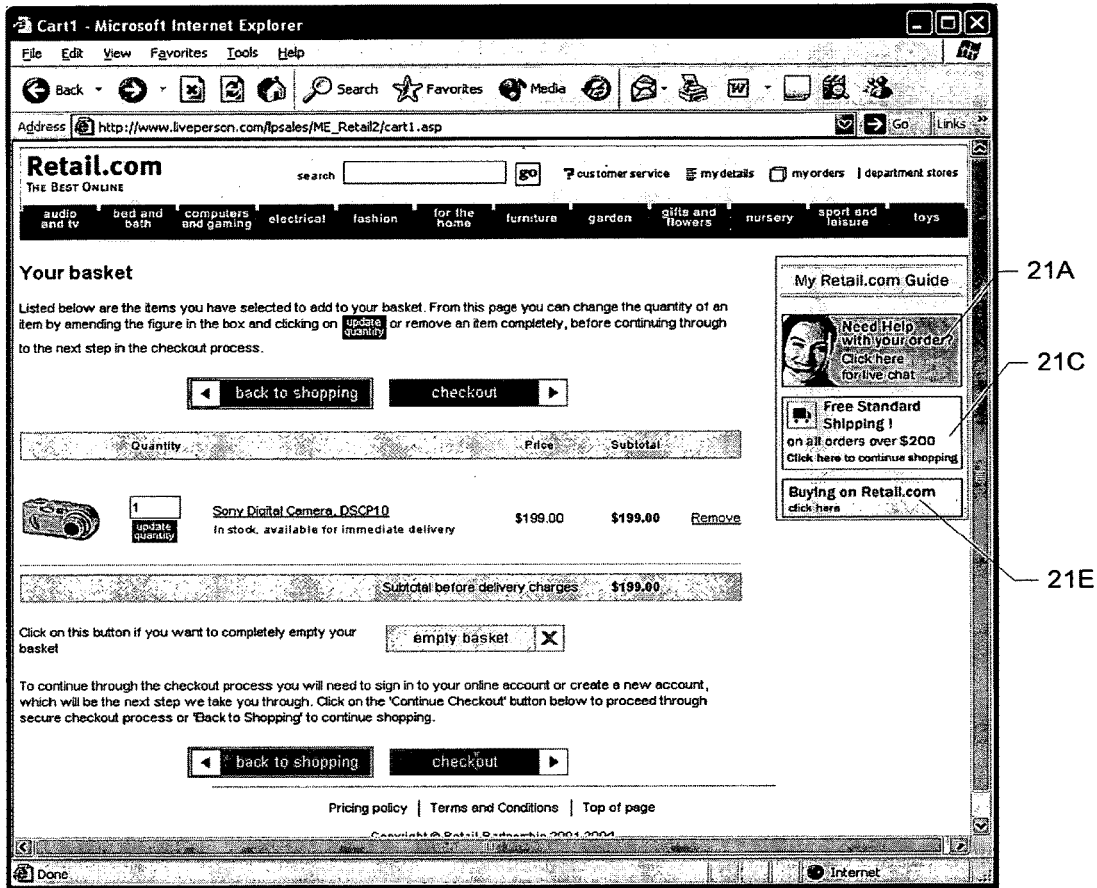 Cart1 - Microsoft Internet Explorer
File Edit View Favorites Tools Help
Back Search Favorites Media W
Address http://www.liveperson.com/lpsales/ME_Retail2/cart1.asp Go Links »
Retail.com
THE BEST ONLINE
search go ? customer service my details my orders | department stores
audio and tv bed and bath computers and gaming electrical fashion for the home furniture garden gifts and flowers nursery sport and leisure toys
Your basket
Listed below are the items you have selected to add to your basket. From this page you can change the quantity of an
item by amending the figure in the box and clicking on update quantity or remove an item completely, before continuing through
to the next step in the checkout process.
back to shopping checkout
Quantity Price Subtotal
1
update quantity
Sony Digital Camera, DSCP10
In stock, available for immediate delivery
$199.00 $199.00 Remove
Subtotal before delivery charges $199.00
Click on this button if you want to completely empty your
basket
empty basket X
To continue through the checkout process you will need to sign in to your online account or create a new account,
which will be the next step we take you through. Click on the 'Continue Checkout' button below to proceed through
secure checkout process or 'Back to Shopping' to continue shopping.
back to shopping checkout
Pricing policy | Terms and Conditions | Top of page
Copyright © Retail Partnership 2001-2004
My Retail.com Guide
Need Help
with your order?
Click here
for live chat
Free Standard
Shipping !
on all orders over $200
Click here to continue shopping
Buying on Retail.com
click here
21A
21C
21E
Done Internet